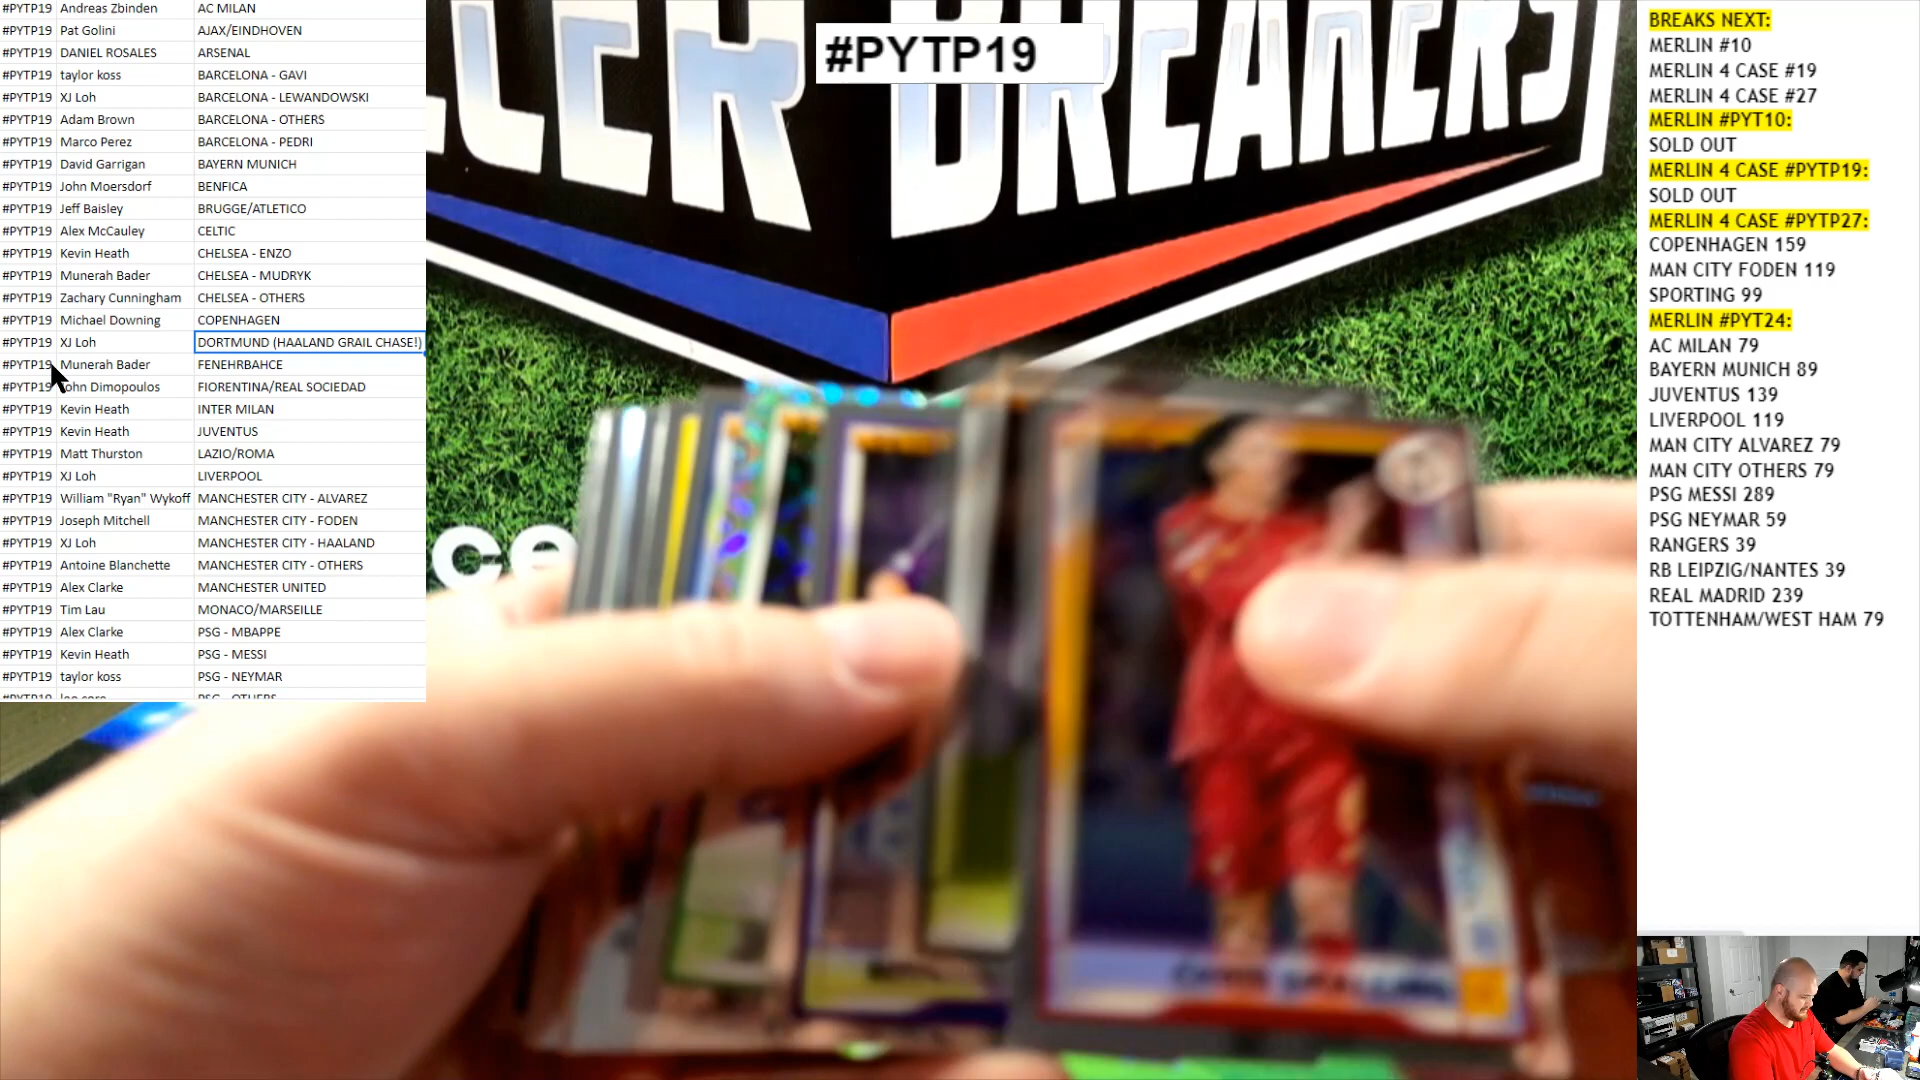 #PYTP19 Andreas Zbinden AC MILAN
#PYTP19 Pat Golini AJAX/EINDHOVEN
#PYTP19 DANIEL ROSALES ARSENAL
#PYTP19 taylor koss BARCELONA - GAVI
#PYTP19 XJ Loh BARCELONA - LEWANDOWSKI
#PYTP19 Adam Brown BARCELONA - OTHERS
#PYTP19 Marco Perez BARCELONA - PEDRI
#PYTP19 David Garrigan BAYERN MUNICH
#PYTP19 John Moersdorf BENFICA
#PYTP19 Jeff Baisley BRUGGE/ATLETICO
#PYTP19 Alex McCauley CELTIC
#PYTP19 Kevin Heath CHELSEA - ENZO
#PYTP19 Munerah Bader CHELSEA - MUDRYK
#PYTP19 Zachary Cunningham CHELSEA - OTHERS
#PYTP19 Michael Downing COPENHAGEN
#PYTP19 XJ Loh DORTMUND (HAALAND GRAIL CHASE!)
#PYTP19 Munerah Bader FENEHRBAHCE
#PYTP19 John Dimopoulos FIORENTINA/REAL SOCIEDAD
#PYTP19 Kevin Heath INTER MILAN
#PYTP19 Kevin Heath JUVENTUS
#PYTP19 Matt Thurston LAZIO/ROMA
#PYTP19 XJ Loh LIVERPOOL
#PYTP19 William "Ryan" Wykoff MANCHESTER CITY - ALVAREZ
#PYTP19 Joseph Mitchell MANCHESTER CITY - FODEN
#PYTP19 XJ Loh MANCHESTER CITY - HAALAND
#PYTP19 Antoine Blanchette MANCHESTER CITY - OTHERS
#PYTP19 Alex Clarke MANCHESTER UNITED
#PYTP19 Tim Lau MONACO/MARSEILLE
#PYTP19 Alex Clarke PSG - MBAPPE
#PYTP19 Kevin Heath PSG - MESSI
#PYTP19 taylor koss PSG - NEYMAR
#PYTP19
BREAKERS
#PYTP19
ce
BREAKS NEXT:
MERLIN #10
MERLIN 4 CASE #19
MERLIN 4 CASE #27
MERLIN #PYT10:
SOLD OUT
MERLIN 4 CASE #PYTP19:
SOLD OUT
MERLIN 4 CASE #PYTP27:
COPENHAGEN 159
MAN CITY FODEN 119
SPORTING 99
MERLIN #PYT24:
AC MILAN 79
BAYERN MUNICH 89
JUVENTUS 139
LIVERPOOL 119
MAN CITY ALVAREZ 79
MAN CITY OTHERS 79
PSG MESSI 289
PSG NEYMAR 59
RANGERS 39
RB LEIPZIG/NANTES 39
REAL MADRID 239
TOTTENHAM/WEST HAM 79